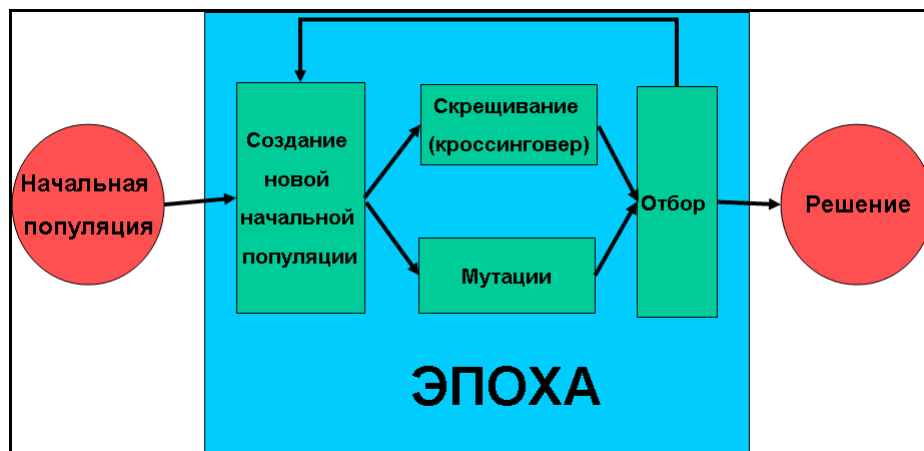 Начальная
популяция
Создание
новой
начальной
популяции
Скрещивание
(кроссинговер)
Мутации
Отбор
Решение
ЭПОХА